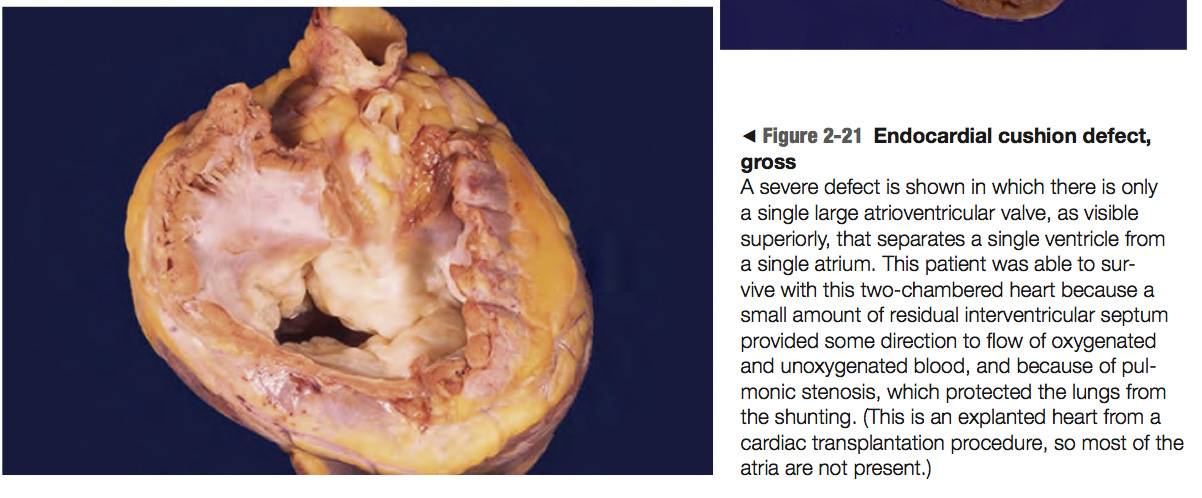 ◄ Figure 2-21 Endocardial cushion defect,
gross
A severe defect is shown in which there is only
a single large atrioventricular valve, as visible
superiorly, that separates a single ventricle from
a single atrium. This patient was able to sur-
vive with this two-chambered heart because a
small amount of residual interventricular septum
provided some direction to flow of oxygenated
and unoxygenated blood, and because of pul-
monic stenosis, which protected the lungs from
the shunting. (This is an explanted heart from a
cardiac transplantation procedure, so most of the
atria are not present.)